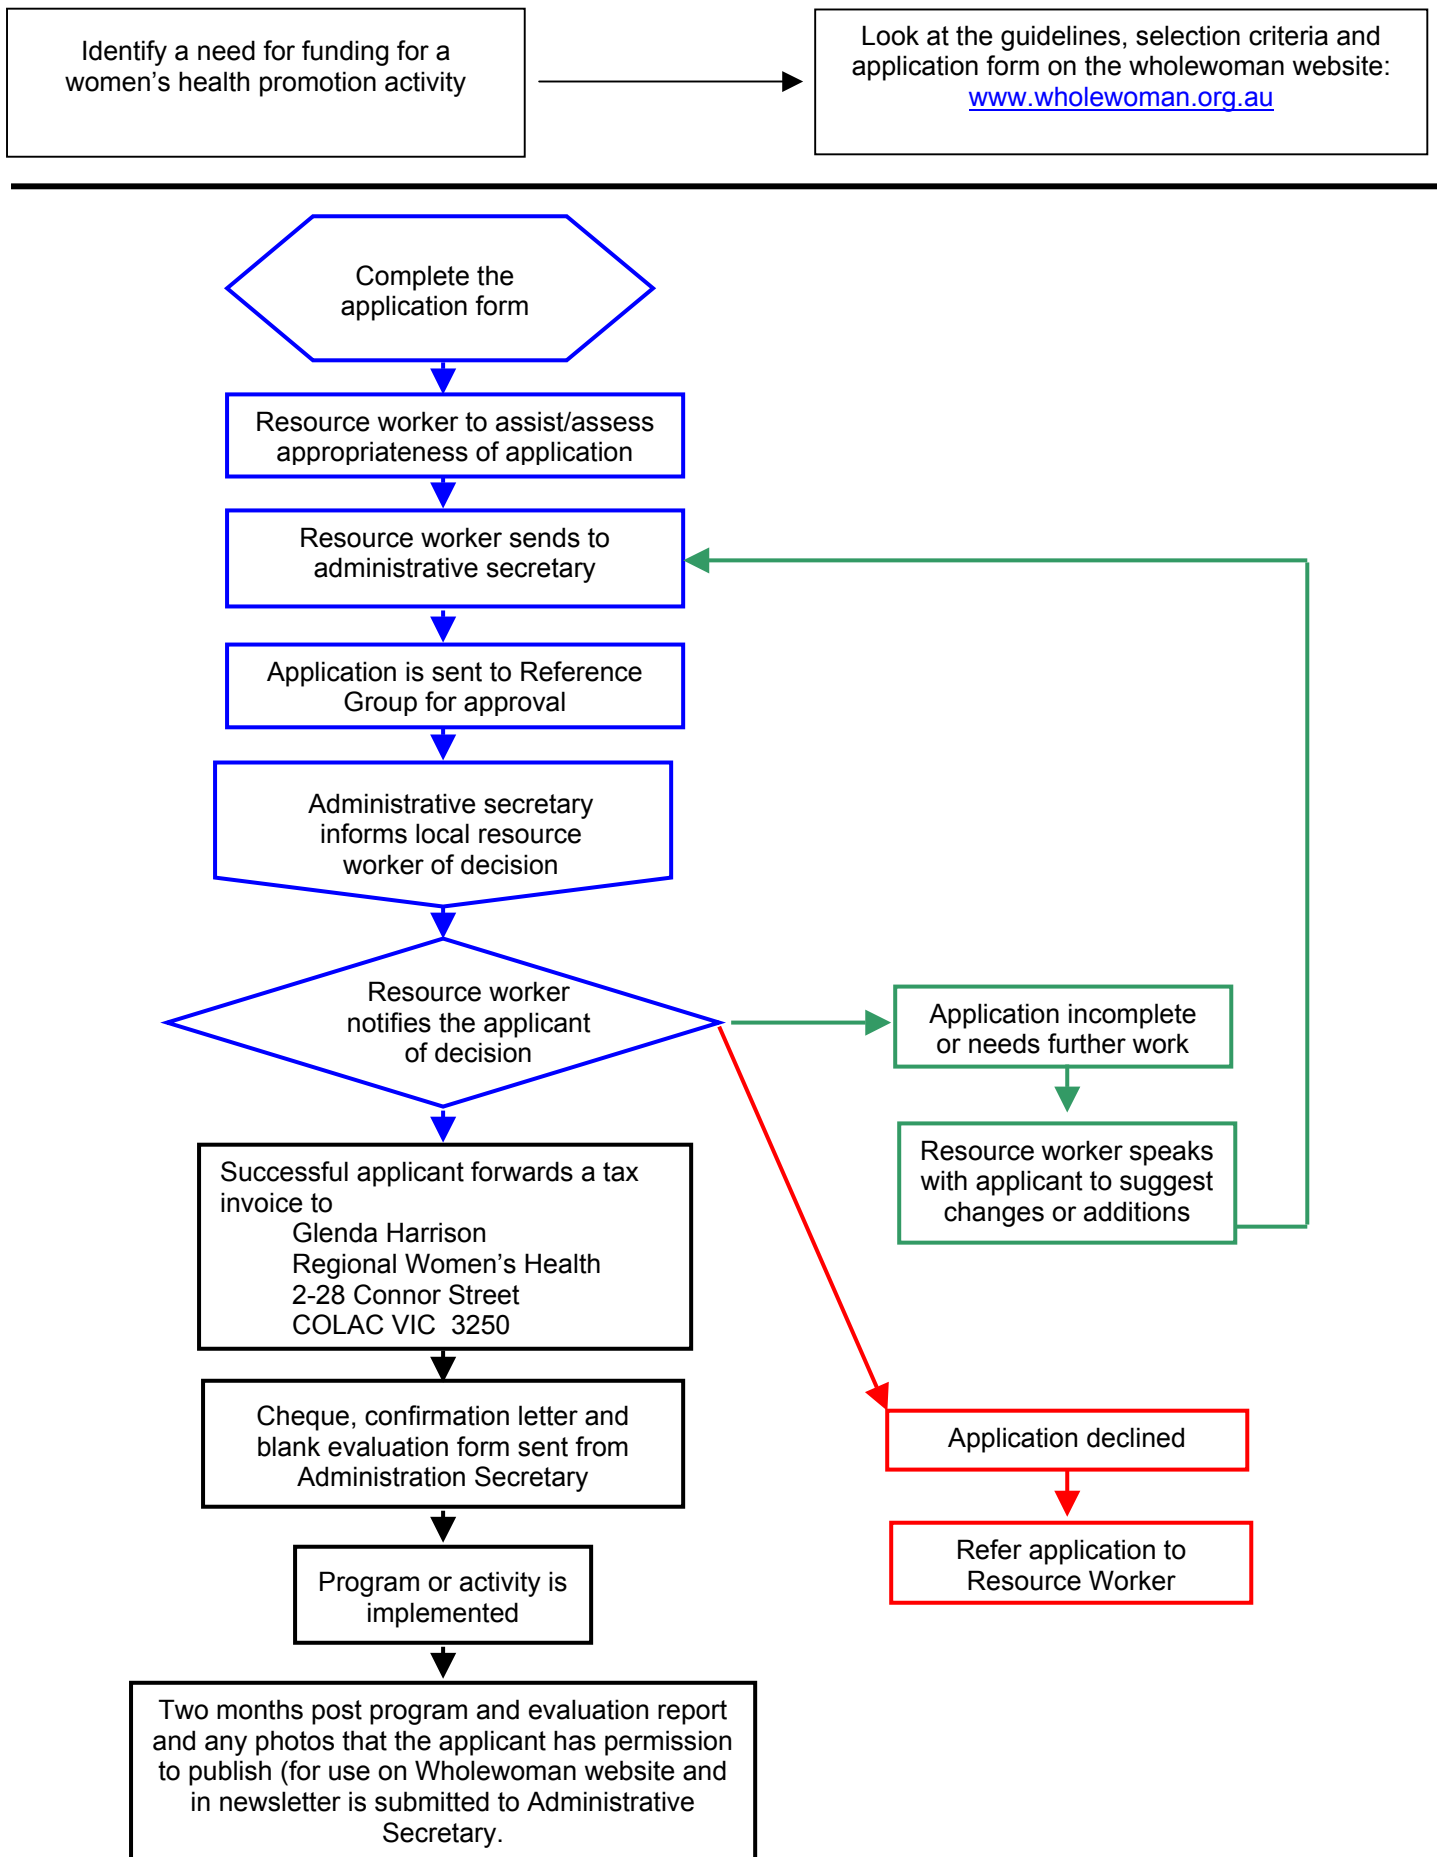 Identify a need for funding for a
women’s health promotion activity
Look at the guidelines, selection criteria and
application form on the wholewoman website:
www.wholewoman.org.au
Complete the
application form
Resource worker to assist/assess
appropriateness of application
Resource worker sends to
administrative secretary
Application is sent to Reference
Group for approval
Administrative secretary
informs local resource
worker of decision
Resource worker
notifies the applicant
of decision
Application incomplete
or needs further work
Resource worker speaks
with applicant to suggest
changes or additions
Successful applicant forwards a tax
invoice to
Glenda Harrison
Regional Women’s Health
2-28 Connor Street
COLAC VIC  3250
Cheque, confirmation letter and
blank evaluation form sent from
Administration Secretary
Application declined
Refer application to
Resource Worker
Program or activity is
implemented
Two months post program and evaluation report
and any photos that the applicant has permission
to publish (for use on Wholewoman website and
in newsletter is submitted to Administrative
Secretary.